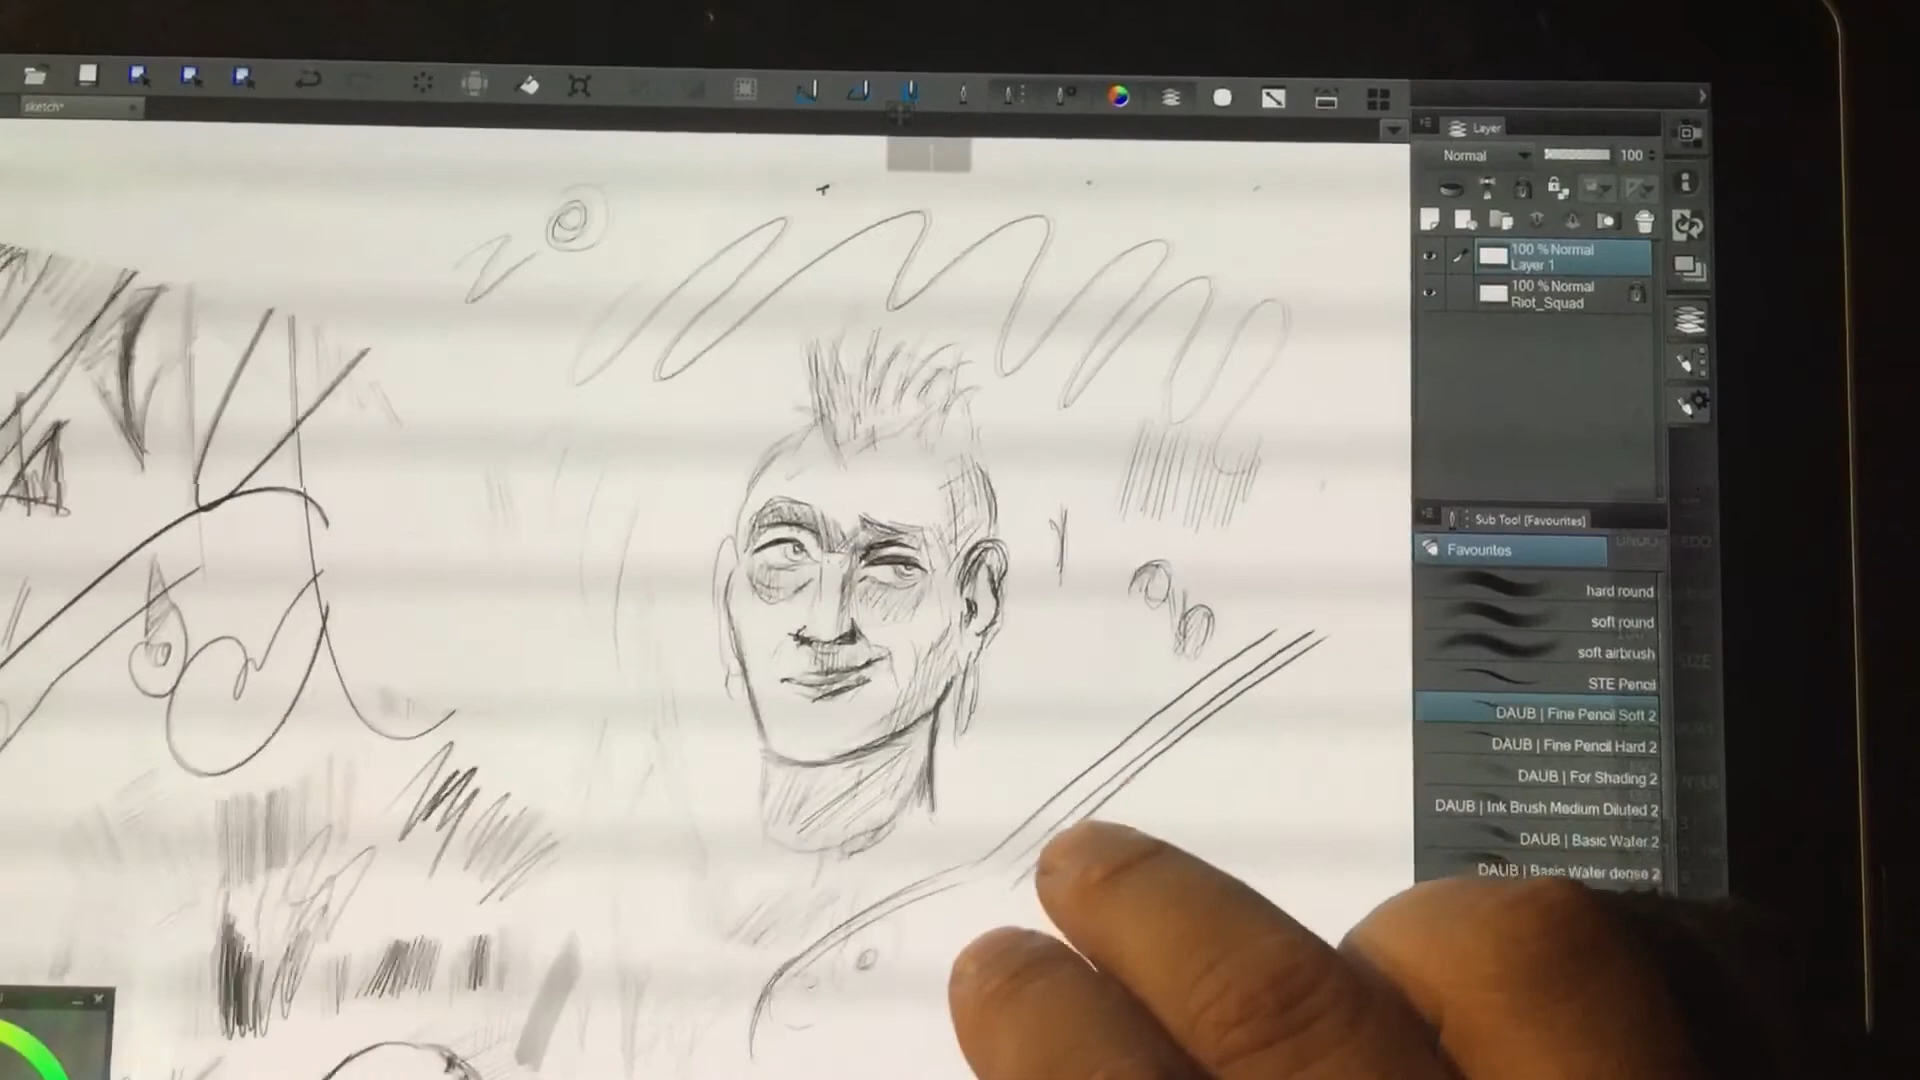 sketch*
Layer
Normal 100
100 % Normal
Layer 1
100 % Normal
Riot_Squad
Sub Tool [Favourites]
Favourites
hard round
soft round
soft airbrush
STE Pencil
DAUB | Fine Pencil Soft 2
DAUB | Fine Pencil Hard 2
DAUB | For Shading 2
DAUB | Ink Brush Medium Diluted 2
DAUB | Basic Water 2
DAUB | Basic Water dense 2